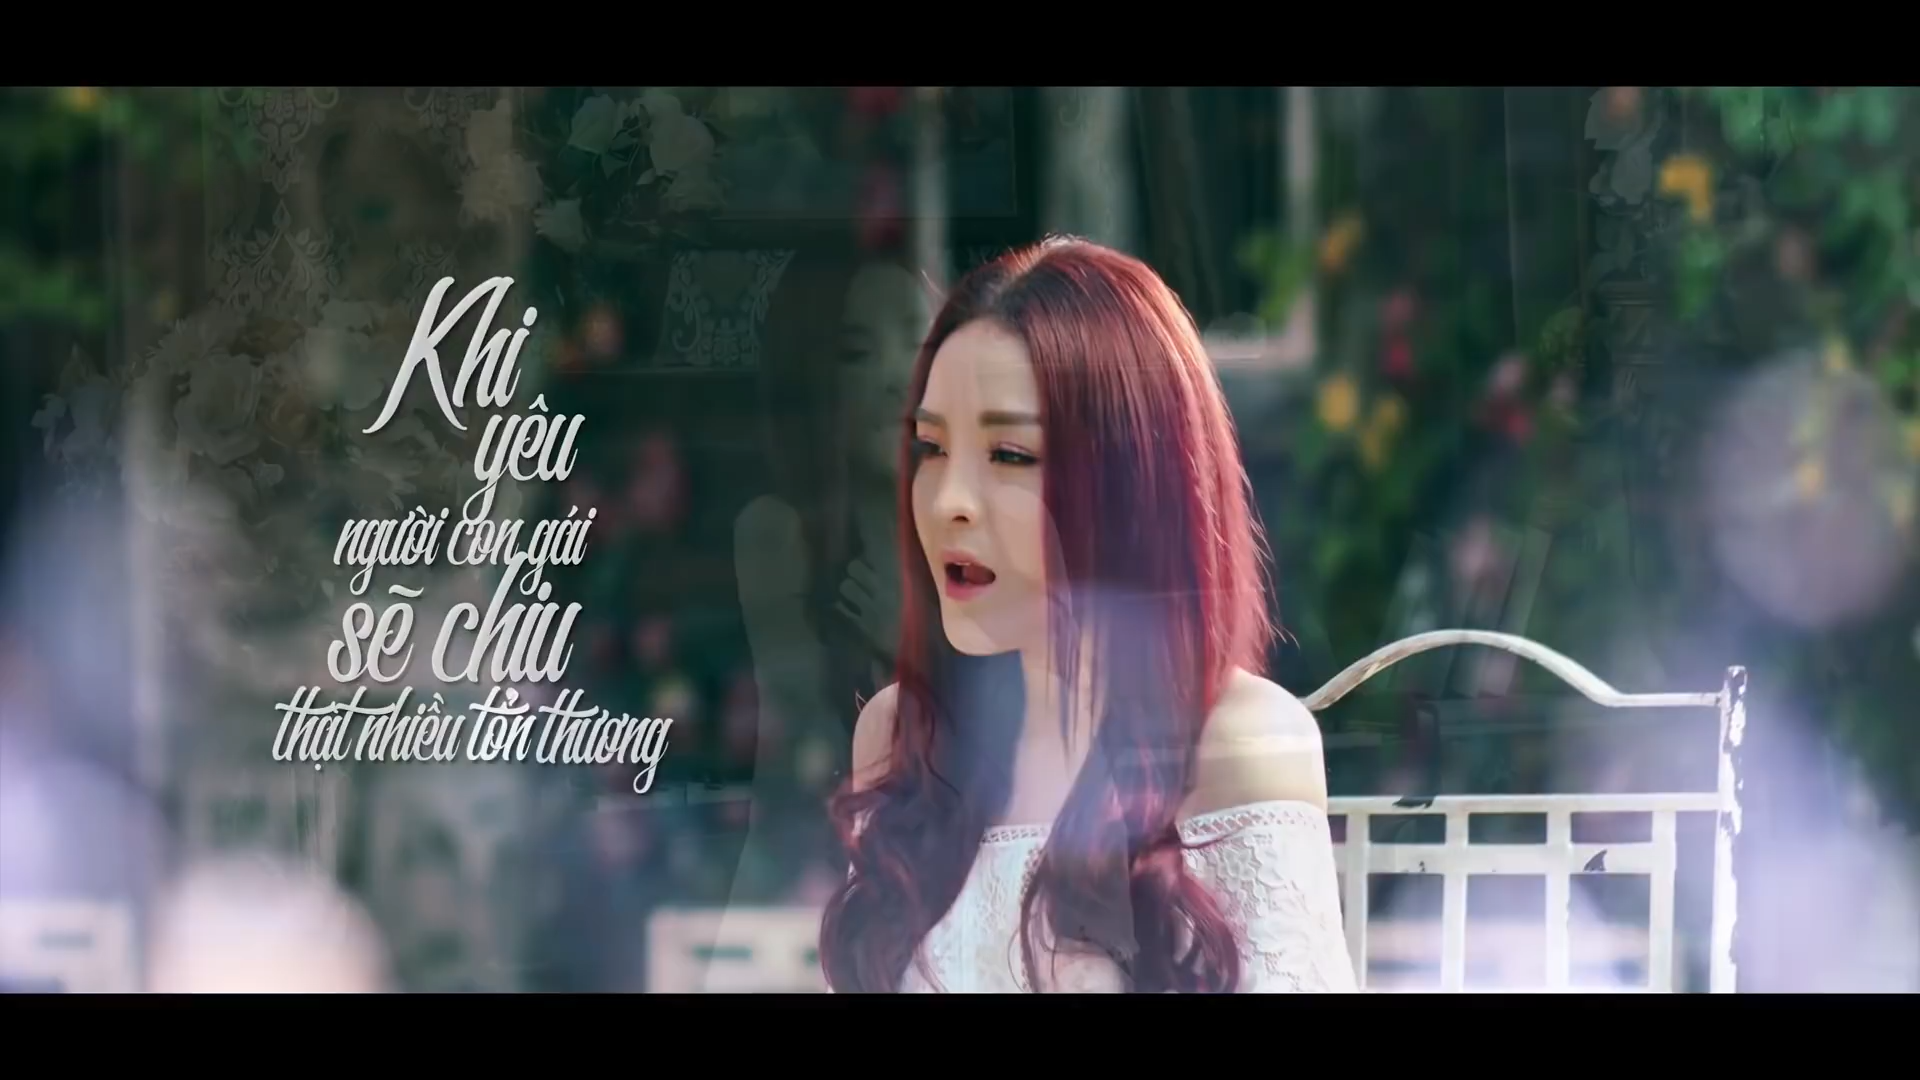 Khi
yêu
người con gái
sẽ chịu
thật nhiều tổn thương